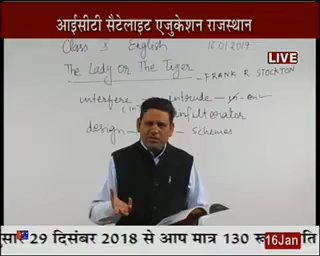 आईसीटी सैटेलाइट एजुकेशन राजस्थान
Class X English 16.01.2019
LIVE
The Lady or The Tiger - FRANK R STOCKTON
interfere - intrude -
design - schemes
29 दिसंबर 2018 से आप मात्र 130
16Jan